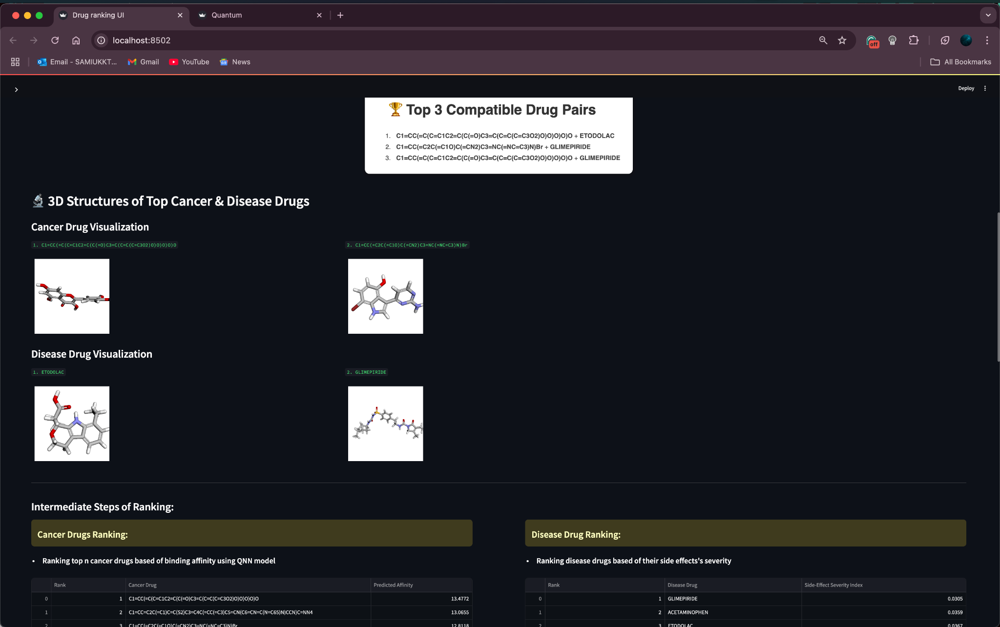 Drug ranking UI
Quantum
localhost:8502
off
Email - SAMIUKKT...
Gmail
YouTube
News
All Bookmarks
Deploy
Top 3 Compatible Drug Pairs
1. C1=CC(=C(C=C1C2=C(C(=O)C3=C(C=C(C=C3O2)O)O)O)O)O + ETODOLAC
2. C1=CC(=C2C(=C1O)C(=CN2)C3=NC(=NC=C3)N)Br + GLIMEPIRIDE
3. C1=CC(=C(C=C1C2=C(C(=O)C3=C(C=C(C=C3O2)O)O)O)O)O + GLIMEPIRIDE
3D Structures of Top Cancer & Disease Drugs
Cancer Drug Visualization
1. C1=CC(=C(C=C1C2=C(C(=O)C3=C(C=C(C=C3O2)O)O)O)O)O
2. C1=CC(=C2C(=C1O)C(=CN2)C3=NC(=NC=C3)N)Br
Disease Drug Visualization
1. ETODOLAC
2. GLIMEPIRIDE
Intermediate Steps of Ranking:
Cancer Drugs Ranking:
• Ranking top n cancer drugs based of binding affinity using QNN model
Rank Cancer Drug Predicted Affinity
0 1 C1=CC(=C(C=C1C2=C(C(=O)C3=C(C=C(C=C3O2)O)O)O)O)O 13.4772
1 2 C1=CC=C2C(=C1)C=C(S2)C3=C4C(=CC(=C3)C5=CN(C6=CN=C(N=C65)N)CCN)C=NN4 13.0655
2 3 C1=CC(=C2C(=C1O)C(=CN2)C3=NC(=NC=C3)N)Br 12.8118
Disease Drug Ranking:
• Ranking disease drugs based of their side effects's severity
Rank Disease Drug Side-Effect Severity Index
0 1 GLIMEPIRIDE 0.0305
1 2 ACETAMINOPHEN 0.0359
2 3 ETODOLAC 0.0367